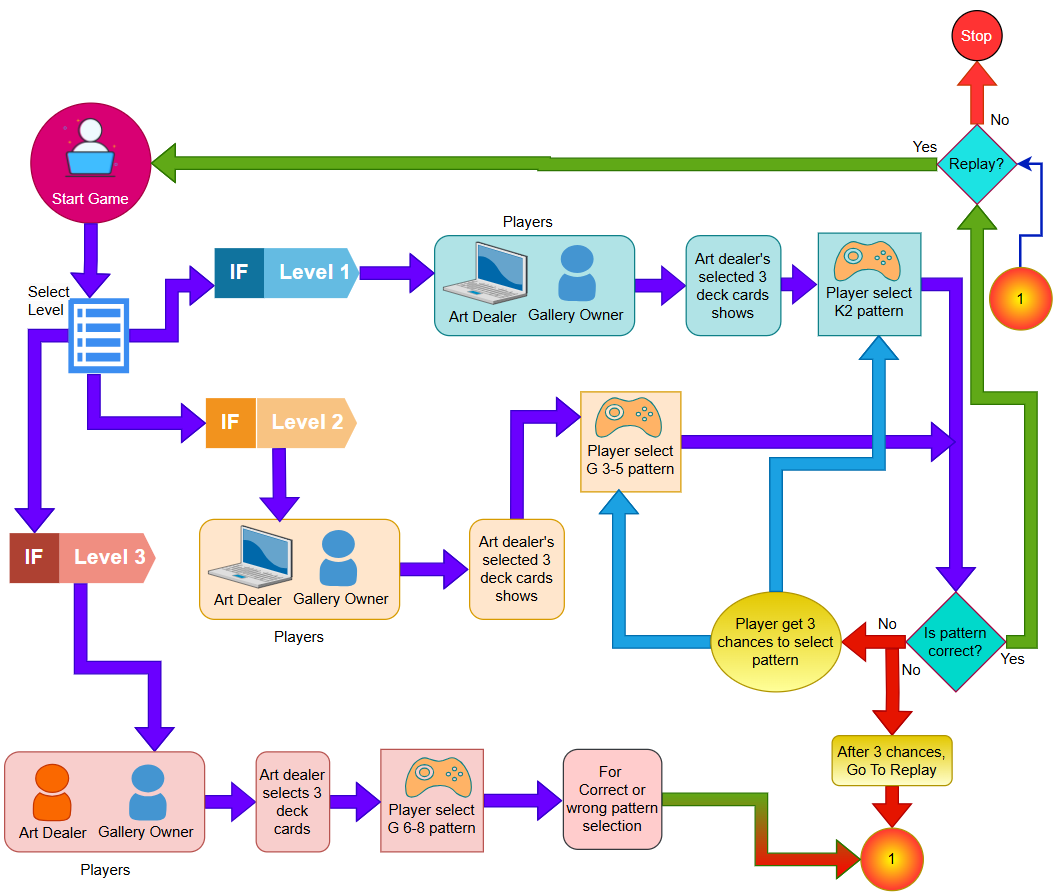 Stop
No
Yes
Replay?
Start Game
Players
Select
Level
IF
Level 1
Art Dealer
Gallery Owner
Art dealer's
selected 3
deck cards
shows
Player select
K2 pattern
1
IF
Level 2
Player select
G 3-5 pattern
IF
Level 3
Art Dealer
Gallery Owner
Players
Art dealer's
selected 3
deck cards
shows
Player get 3
chances to select
pattern
No
Is pattern
correct?
Yes
No
After 3 chances,
Go To Replay
Art Dealer
Gallery Owner
Players
Art dealer
selects 3
deck
cards
Player select
G 6-8 pattern
For
Correct or
wrong pattern
selection
1